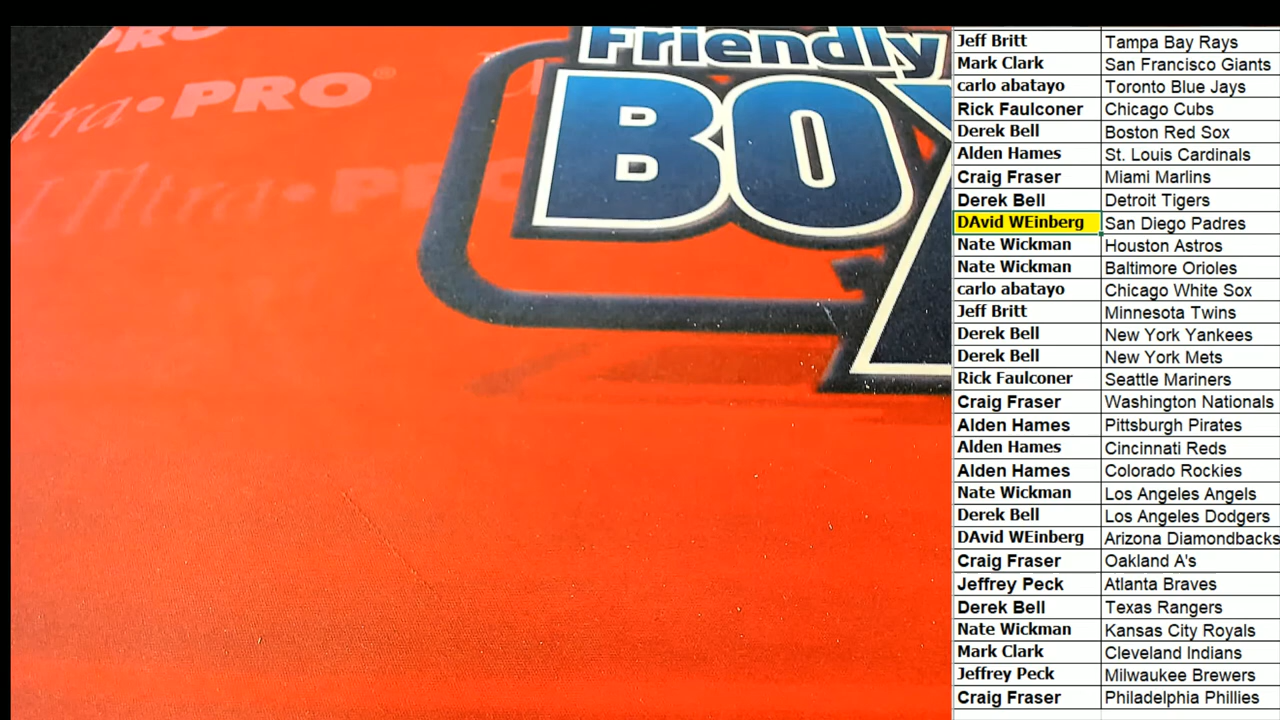 PRO
tra • PRO®
Ultra • PRO
Friendly
BO
Jeff Britt Tampa Bay Rays
Mark Clark San Francisco Giants
carlo abatayo Toronto Blue Jays
Rick Faulconer Chicago Cubs
Derek Bell Boston Red Sox
Alden Hames St. Louis Cardinals
Craig Fraser Miami Marlins
Derek Bell Detroit Tigers
DAvid WEinberg San Diego Padres
Nate Wickman Houston Astros
Nate Wickman Baltimore Orioles
carlo abatayo Chicago White Sox
Jeff Britt Minnesota Twins
Derek Bell New York Yankees
Derek Bell New York Mets
Rick Faulconer Seattle Mariners
Craig Fraser Washington Nationals
Alden Hames Pittsburgh Pirates
Alden Hames Cincinnati Reds
Alden Hames Colorado Rockies
Nate Wickman Los Angeles Angels
Derek Bell Los Angeles Dodgers
DAvid WEinberg Arizona Diamondbacks
Craig Fraser Oakland A's
Jeffrey Peck Atlanta Braves
Derek Bell Texas Rangers
Nate Wickman Kansas City Royals
Mark Clark Cleveland Indians
Jeffrey Peck Milwaukee Brewers
Craig Fraser Philadelphia Phillies